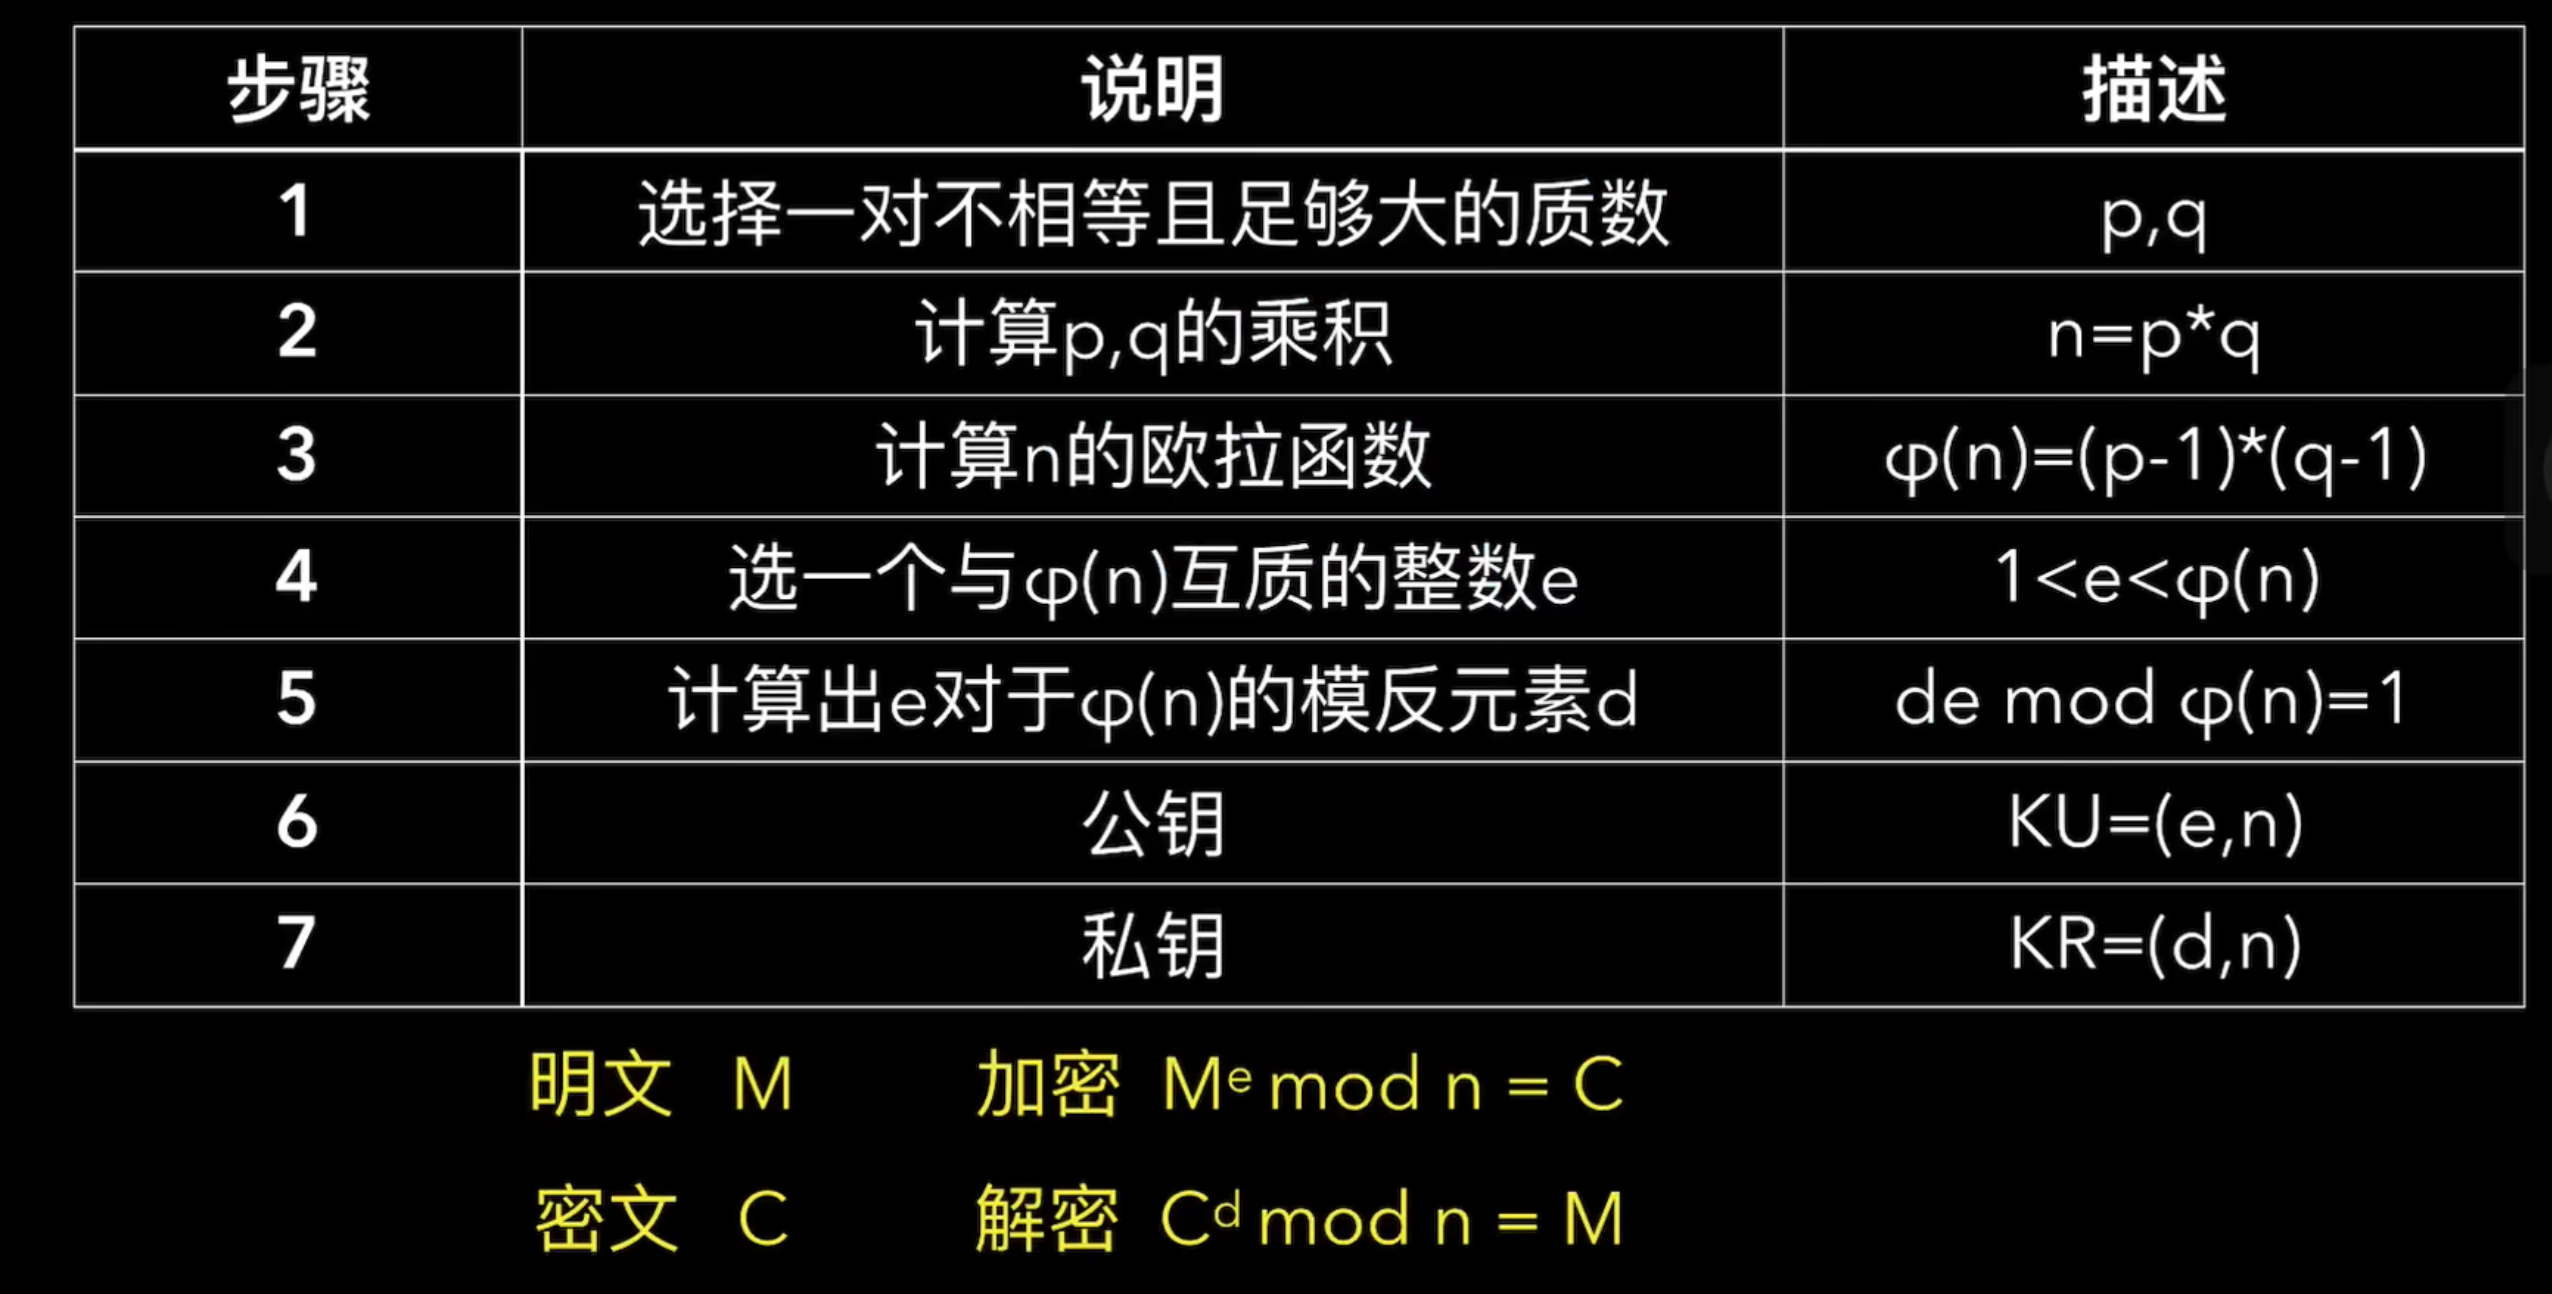 步骤 说明 描述
1 选择一对不相等且足够大的质数 p,q
2 计算p,q的乘积 n=p*q
3 计算n的欧拉函数 φ(n)=(p-1)*(q-1)
4 选一个与φ(n)互质的整数e 1<e<φ(n)
5 计算出e对于φ(n)的模反元素d de mod φ(n)=1
6 公钥 KU=(e,n)
7 私钥 KR=(d,n)
明文 M 加密 Mᵉ mod n = C
密文 C 解密 Cᵈ mod n = M